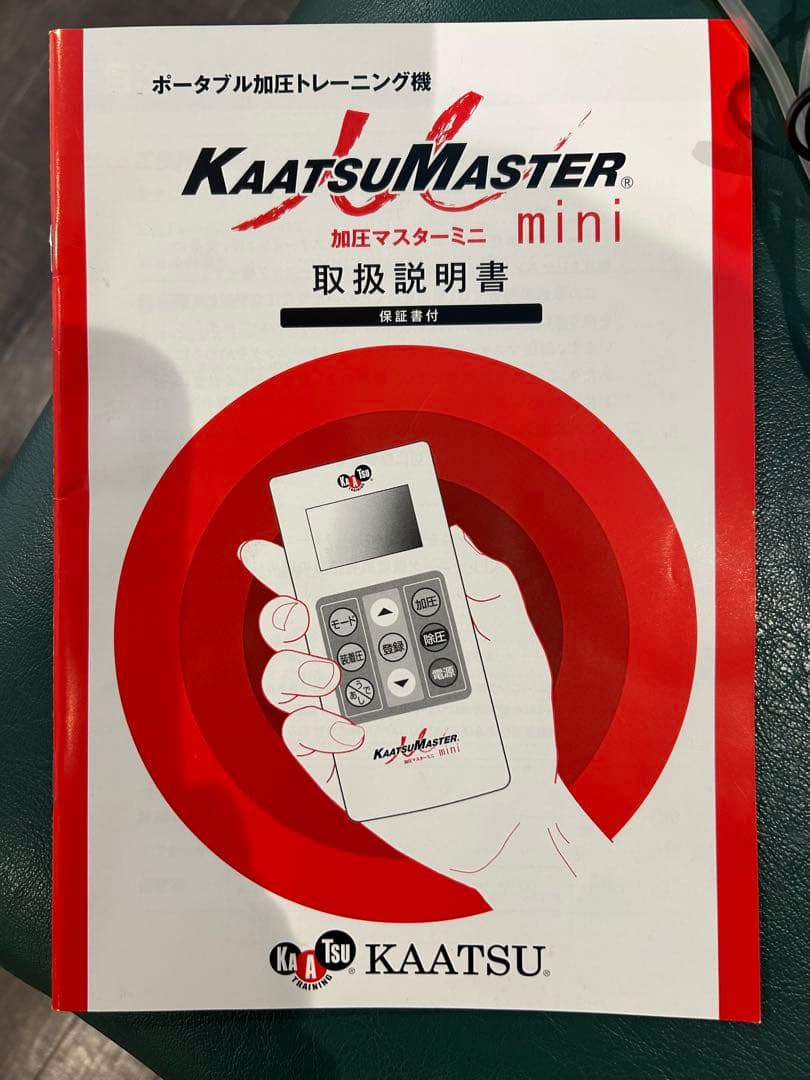 ポータブル加圧トレーニング機
KAATSUMASTER®
加圧マスターミニ mini
取扱説明書
保証書付
KAATSU TRAINING
モード
▲
加圧
装着圧
登録
除圧
うで
あし
▼
電源
KAATSUMASTER®
加圧マスターミニ mini
KAATSU® TRAINING
KAATSU®